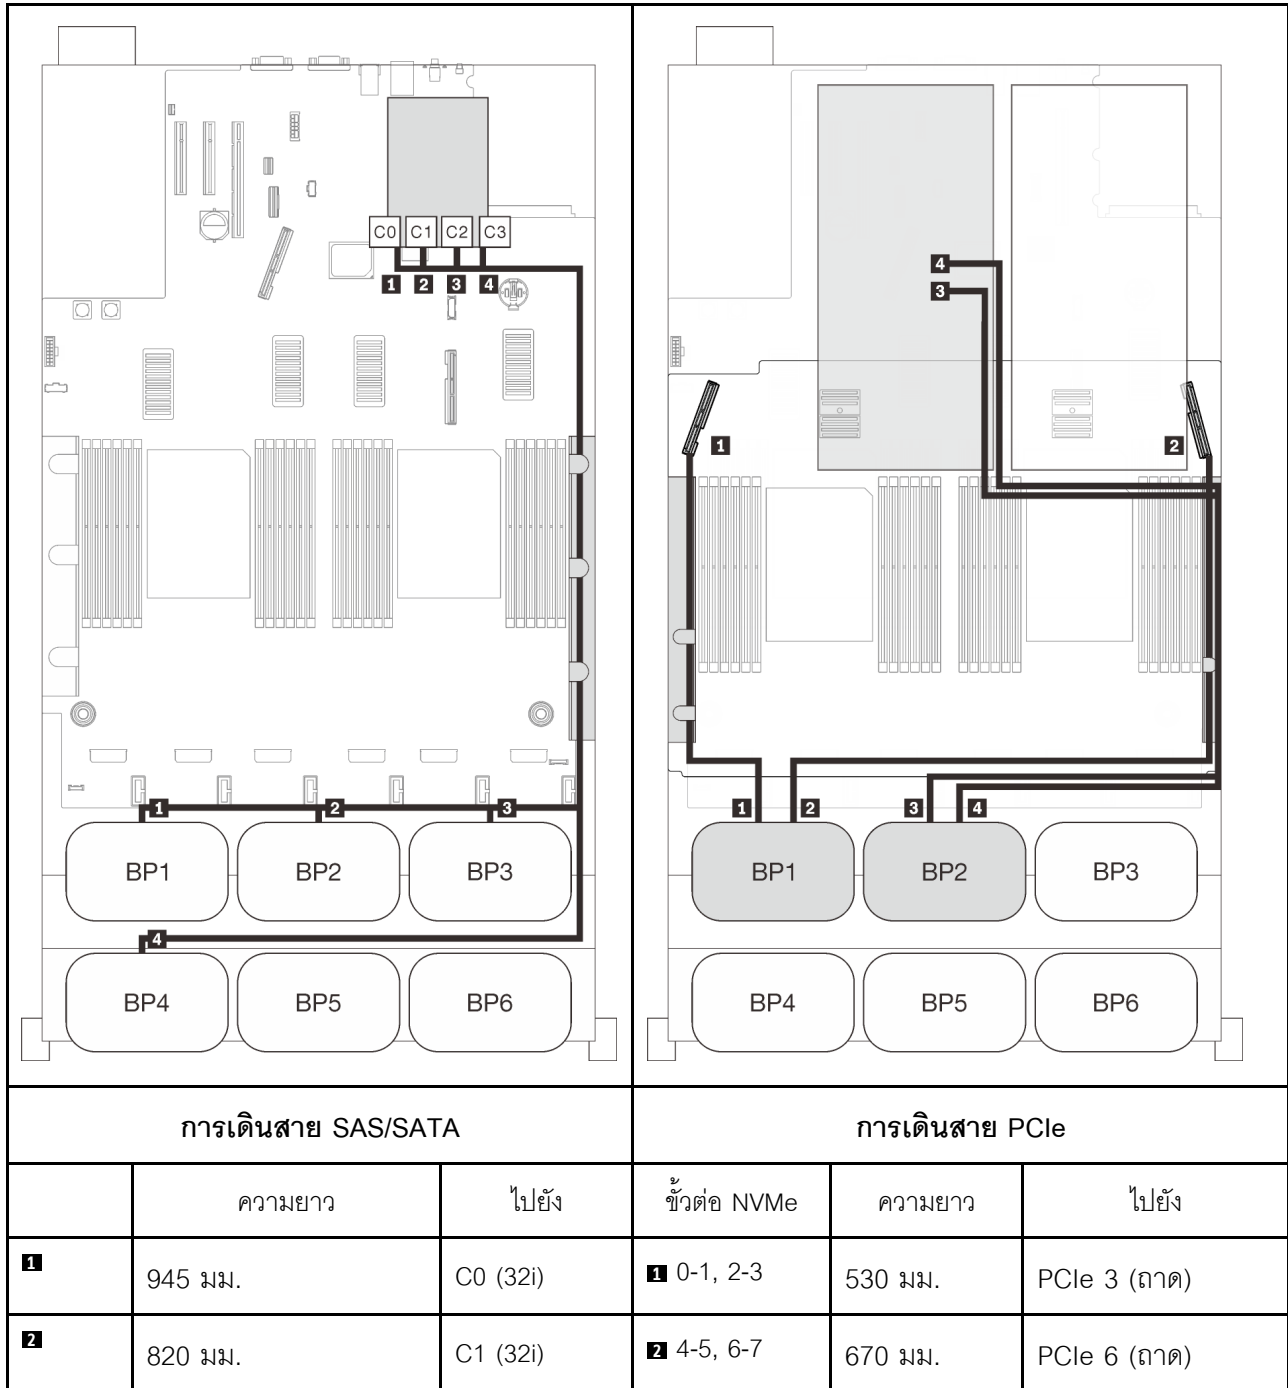 C0 C1 C2 C3
1 2 3 4
1 2 3
BP1 BP2 BP3
4
BP4 BP5 BP6
4
3
1 2
1 2 3 4
BP1 BP2 BP3
BP4 BP5 BP6
การเดินสาย SAS/SATA การเดินสาย PCIe
ความยาว ไปยัง ขั้วต่อ NVMe ความยาว ไปยัง
1 945 มม. C0 (32i) 1 0-1, 2-3 530 มม. PCIe 3 (ถาด)
2 820 มม. C1 (32i) 2 4-5, 6-7 670 มม. PCIe 6 (ถาด)